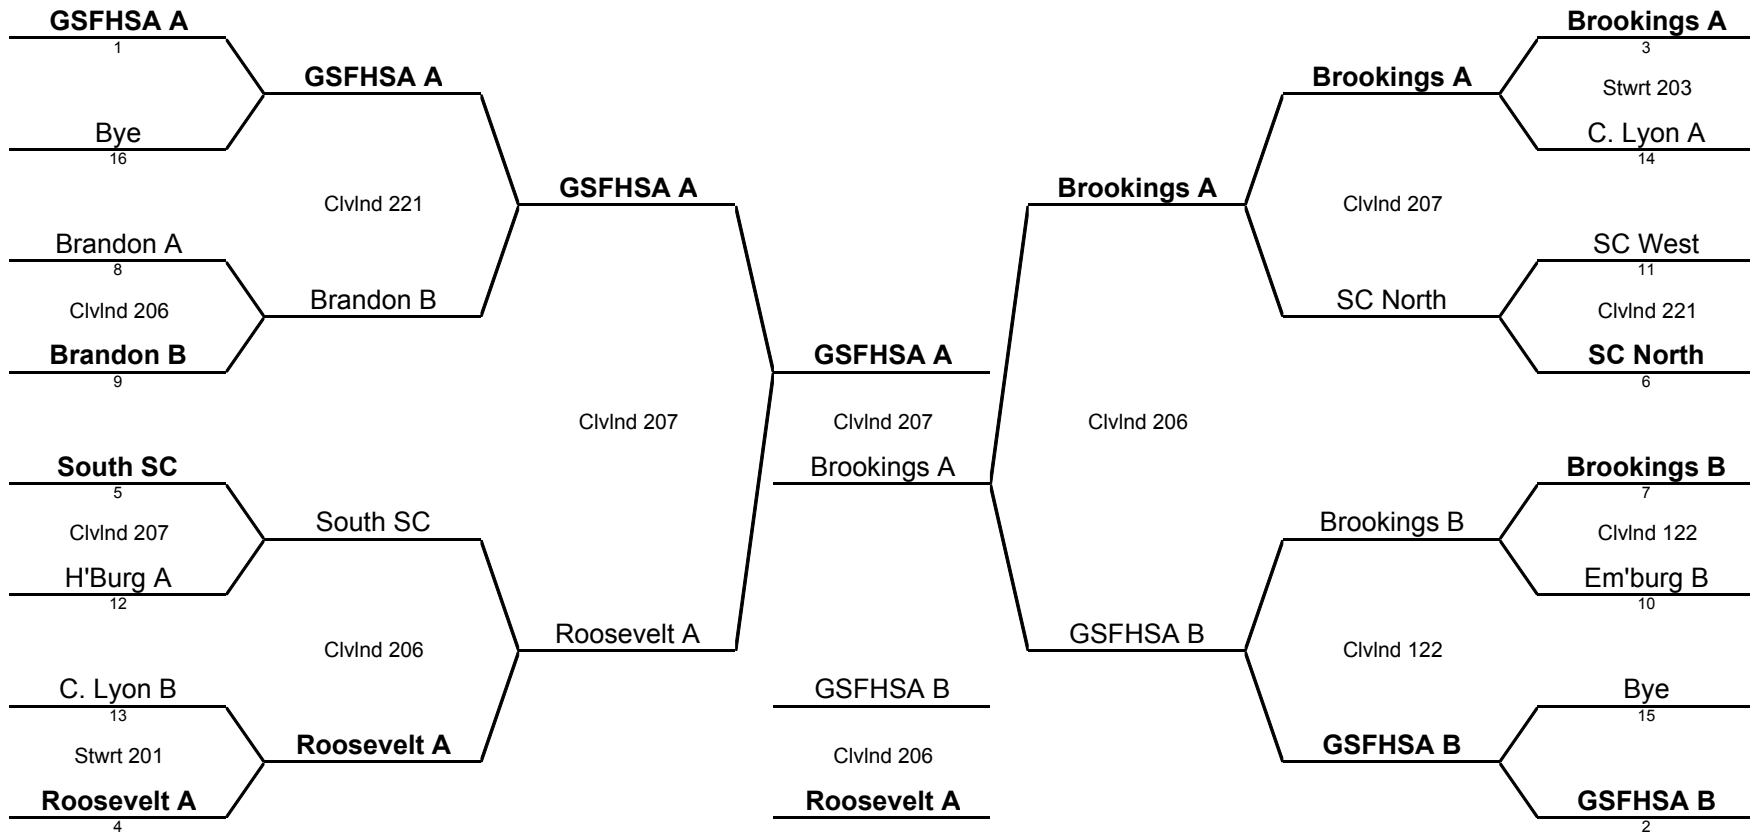 GSFHSA A
1
Bye
16
Brandon A
8
Clvlnd 206
Brandon B
9
South SC
5
Clvlnd 207
H'Burg A
12
C. Lyon B
13
Stwrt 201
Roosevelt A
4
GSFHSA A
Clvlnd 221
Brandon B
South SC
Clvlnd 206
Roosevelt A
GSFHSA A
Clvlnd 207
Roosevelt A
GSFHSA A
Clvlnd 207
Brookings A
GSFHSA B
Clvlnd 206
Roosevelt A
Brookings A
Clvlnd 206
GSFHSA B
Brookings A
Clvlnd 207
SC North
Brookings B
Clvlnd 122
GSFHSA B
Brookings A
3
Stwrt 203
C. Lyon A
14
SC West
11
Clvlnd 221
SC North
6
Brookings B
7
Clvlnd 122
Em'burg B
10
Bye
15
GSFHSA B
2